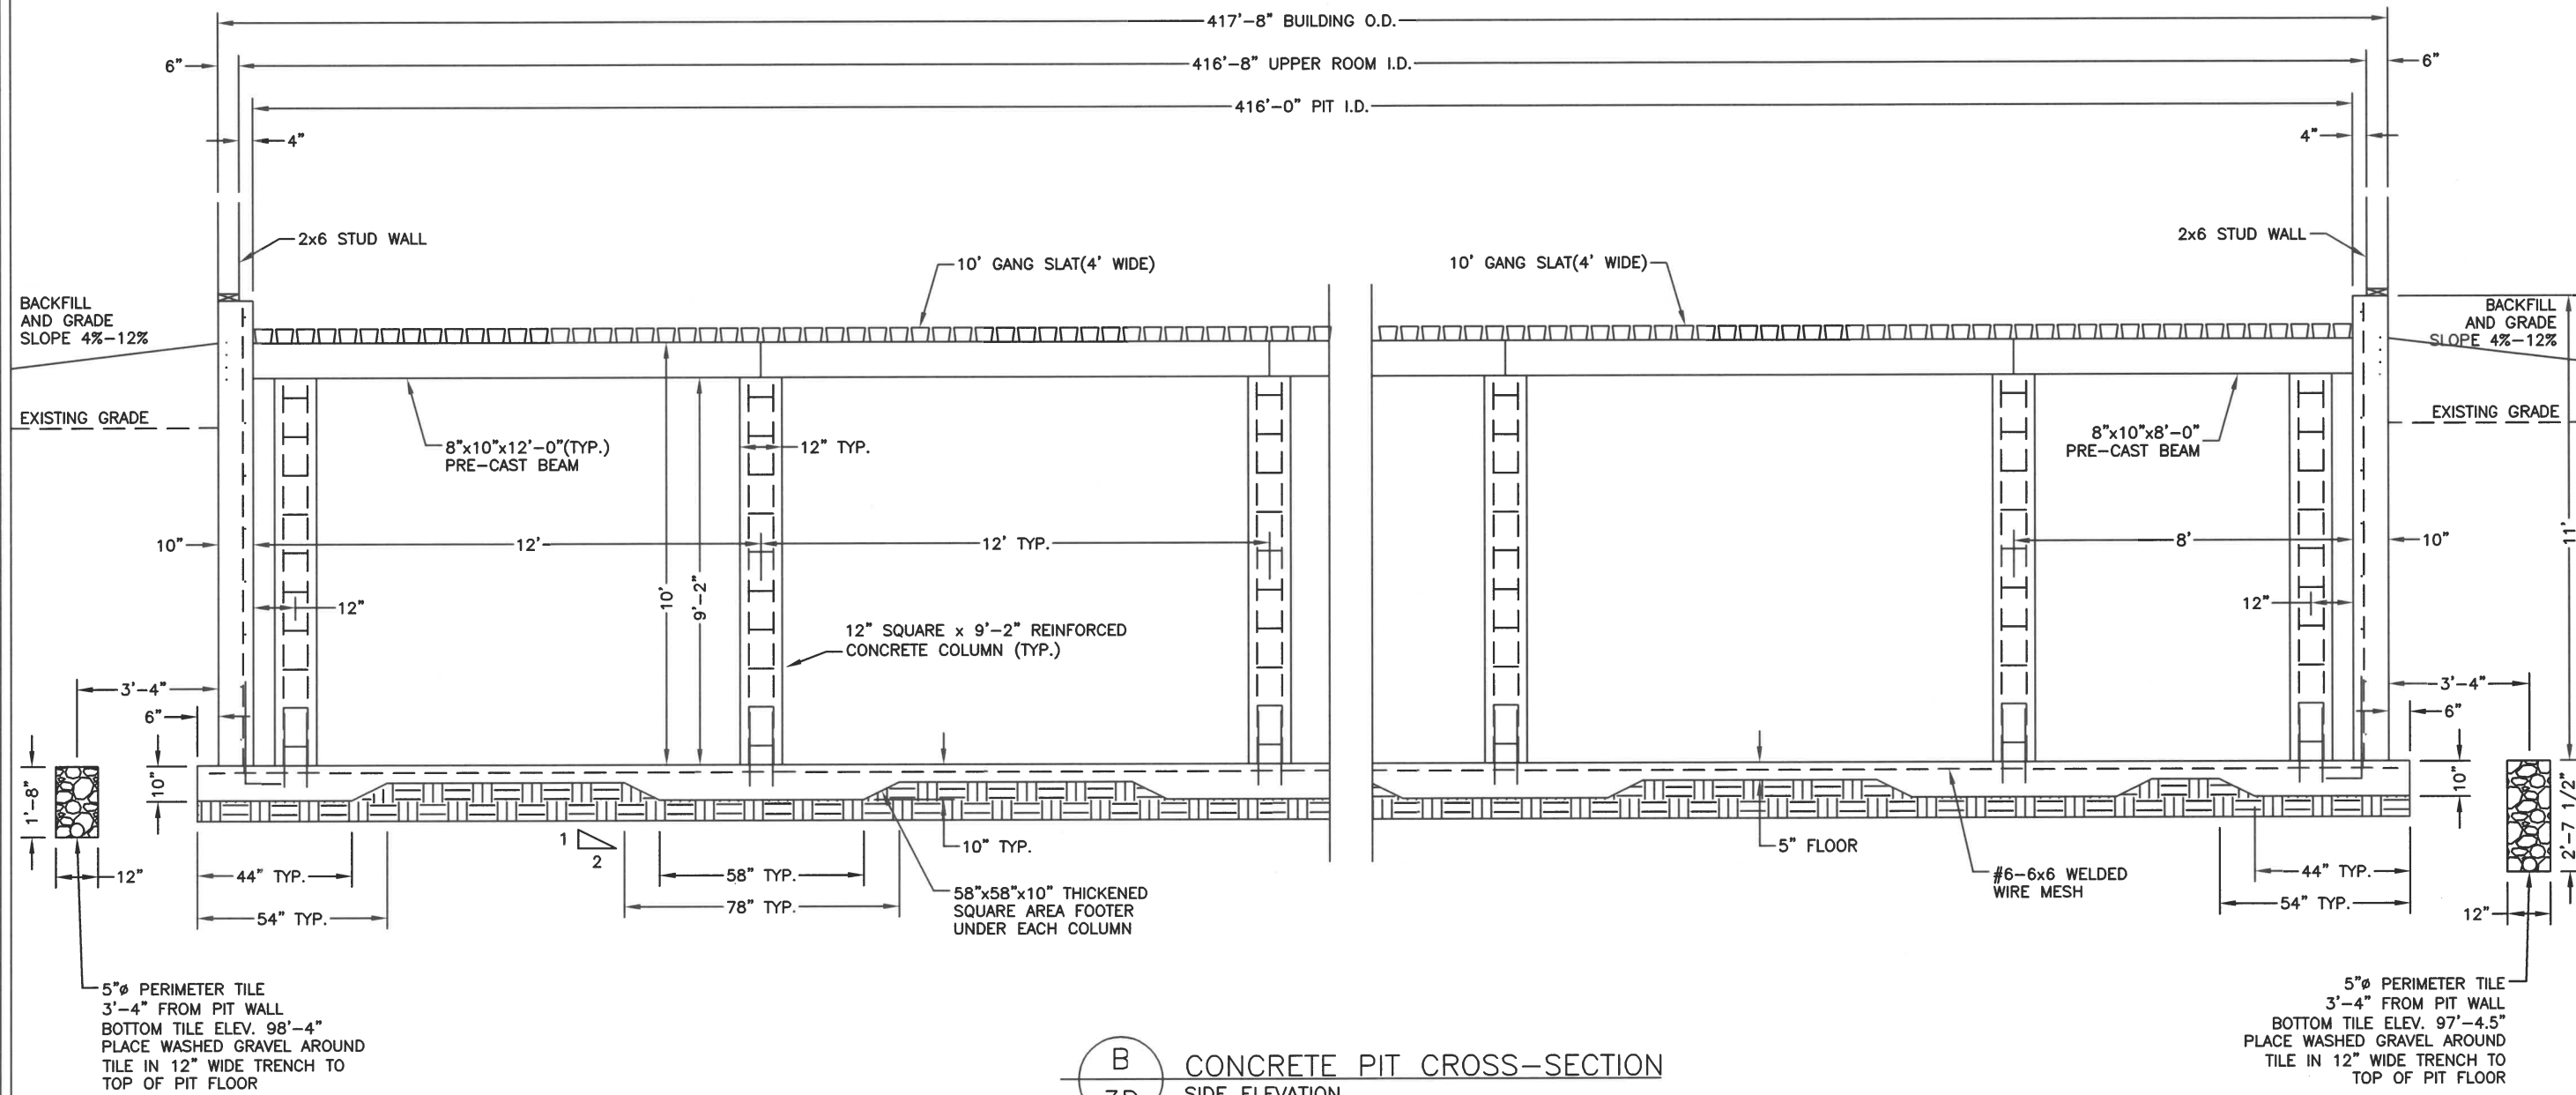 417'-8" BUILDING O.D.
6"
416'-8" UPPER ROOM I.D.
6"
416'-0" PIT I.D.
4"
4"
2x6 STUD WALL
2x6 STUD WALL
10' GANG SLAT(4' WIDE)
10' GANG SLAT(4' WIDE)
BACKFILL
AND GRADE
SLOPE 4%-12%
BACKFILL
AND GRADE
SLOPE 4%-12%
EXISTING GRADE
EXISTING GRADE
8"x10"x12'-0"(TYP.)
PRE-CAST BEAM
12" TYP.
8"x10"x8'-0"
PRE-CAST BEAM
10"
12'-
12' TYP.
8'
10"
11'
10'
9'-2"
12"
12"
12" SQUARE x 9'-2" REINFORCED
CONCRETE COLUMN (TYP.)
3'-4"
3'-4"
6"
6"
1'-8"
10"
10"
2'-7 1/2"
12"
44" TYP.
1
2
58" TYP.
10" TYP.
5" FLOOR
#6-6x6 WELDED
WIRE MESH
44" TYP.
54" TYP.
78" TYP.
58"x58"x10" THICKENED
SQUARE AREA FOOTER
UNDER EACH COLUMN
54" TYP.
12"
5"ø PERIMETER TILE
3'-4" FROM PIT WALL
BOTTOM TILE ELEV. 98'-4"
PLACE WASHED GRAVEL AROUND
TILE IN 12" WIDE TRENCH TO
TOP OF PIT FLOOR
5"ø PERIMETER TILE
3'-4" FROM PIT WALL
BOTTOM TILE ELEV. 97'-4.5"
PLACE WASHED GRAVEL AROUND
TILE IN 12" WIDE TRENCH TO
TOP OF PIT FLOOR
B
CONCRETE PIT CROSS-SECTION
SIDE ELEVATION